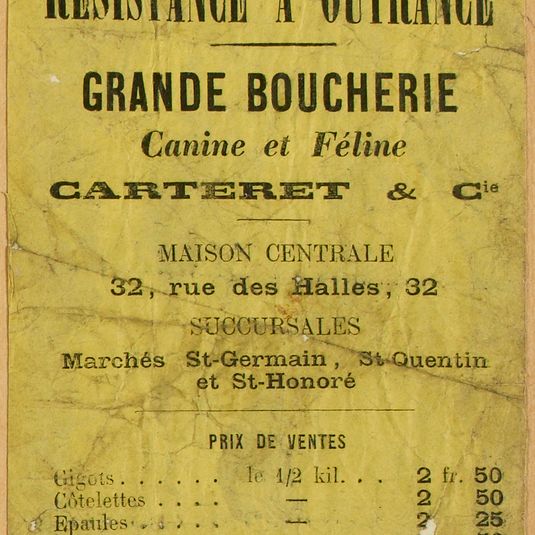 RÉSISTANCE A OUTRANCE
GRANDE BOUCHERIE
Canine et Féline
CARTERET & Cie
MAISON CENTRALE
32, rue des Halles, 32
SUCCURSALES
Marchés St-Germain, St-Quentin
et St-Honoré
PRIX DE VENTES
Gigots . . . . . . le 1/2 kil. . . 2 fr. 50
Côtelettes . . . . — 2 50
Epaules . . . . . — 2 25